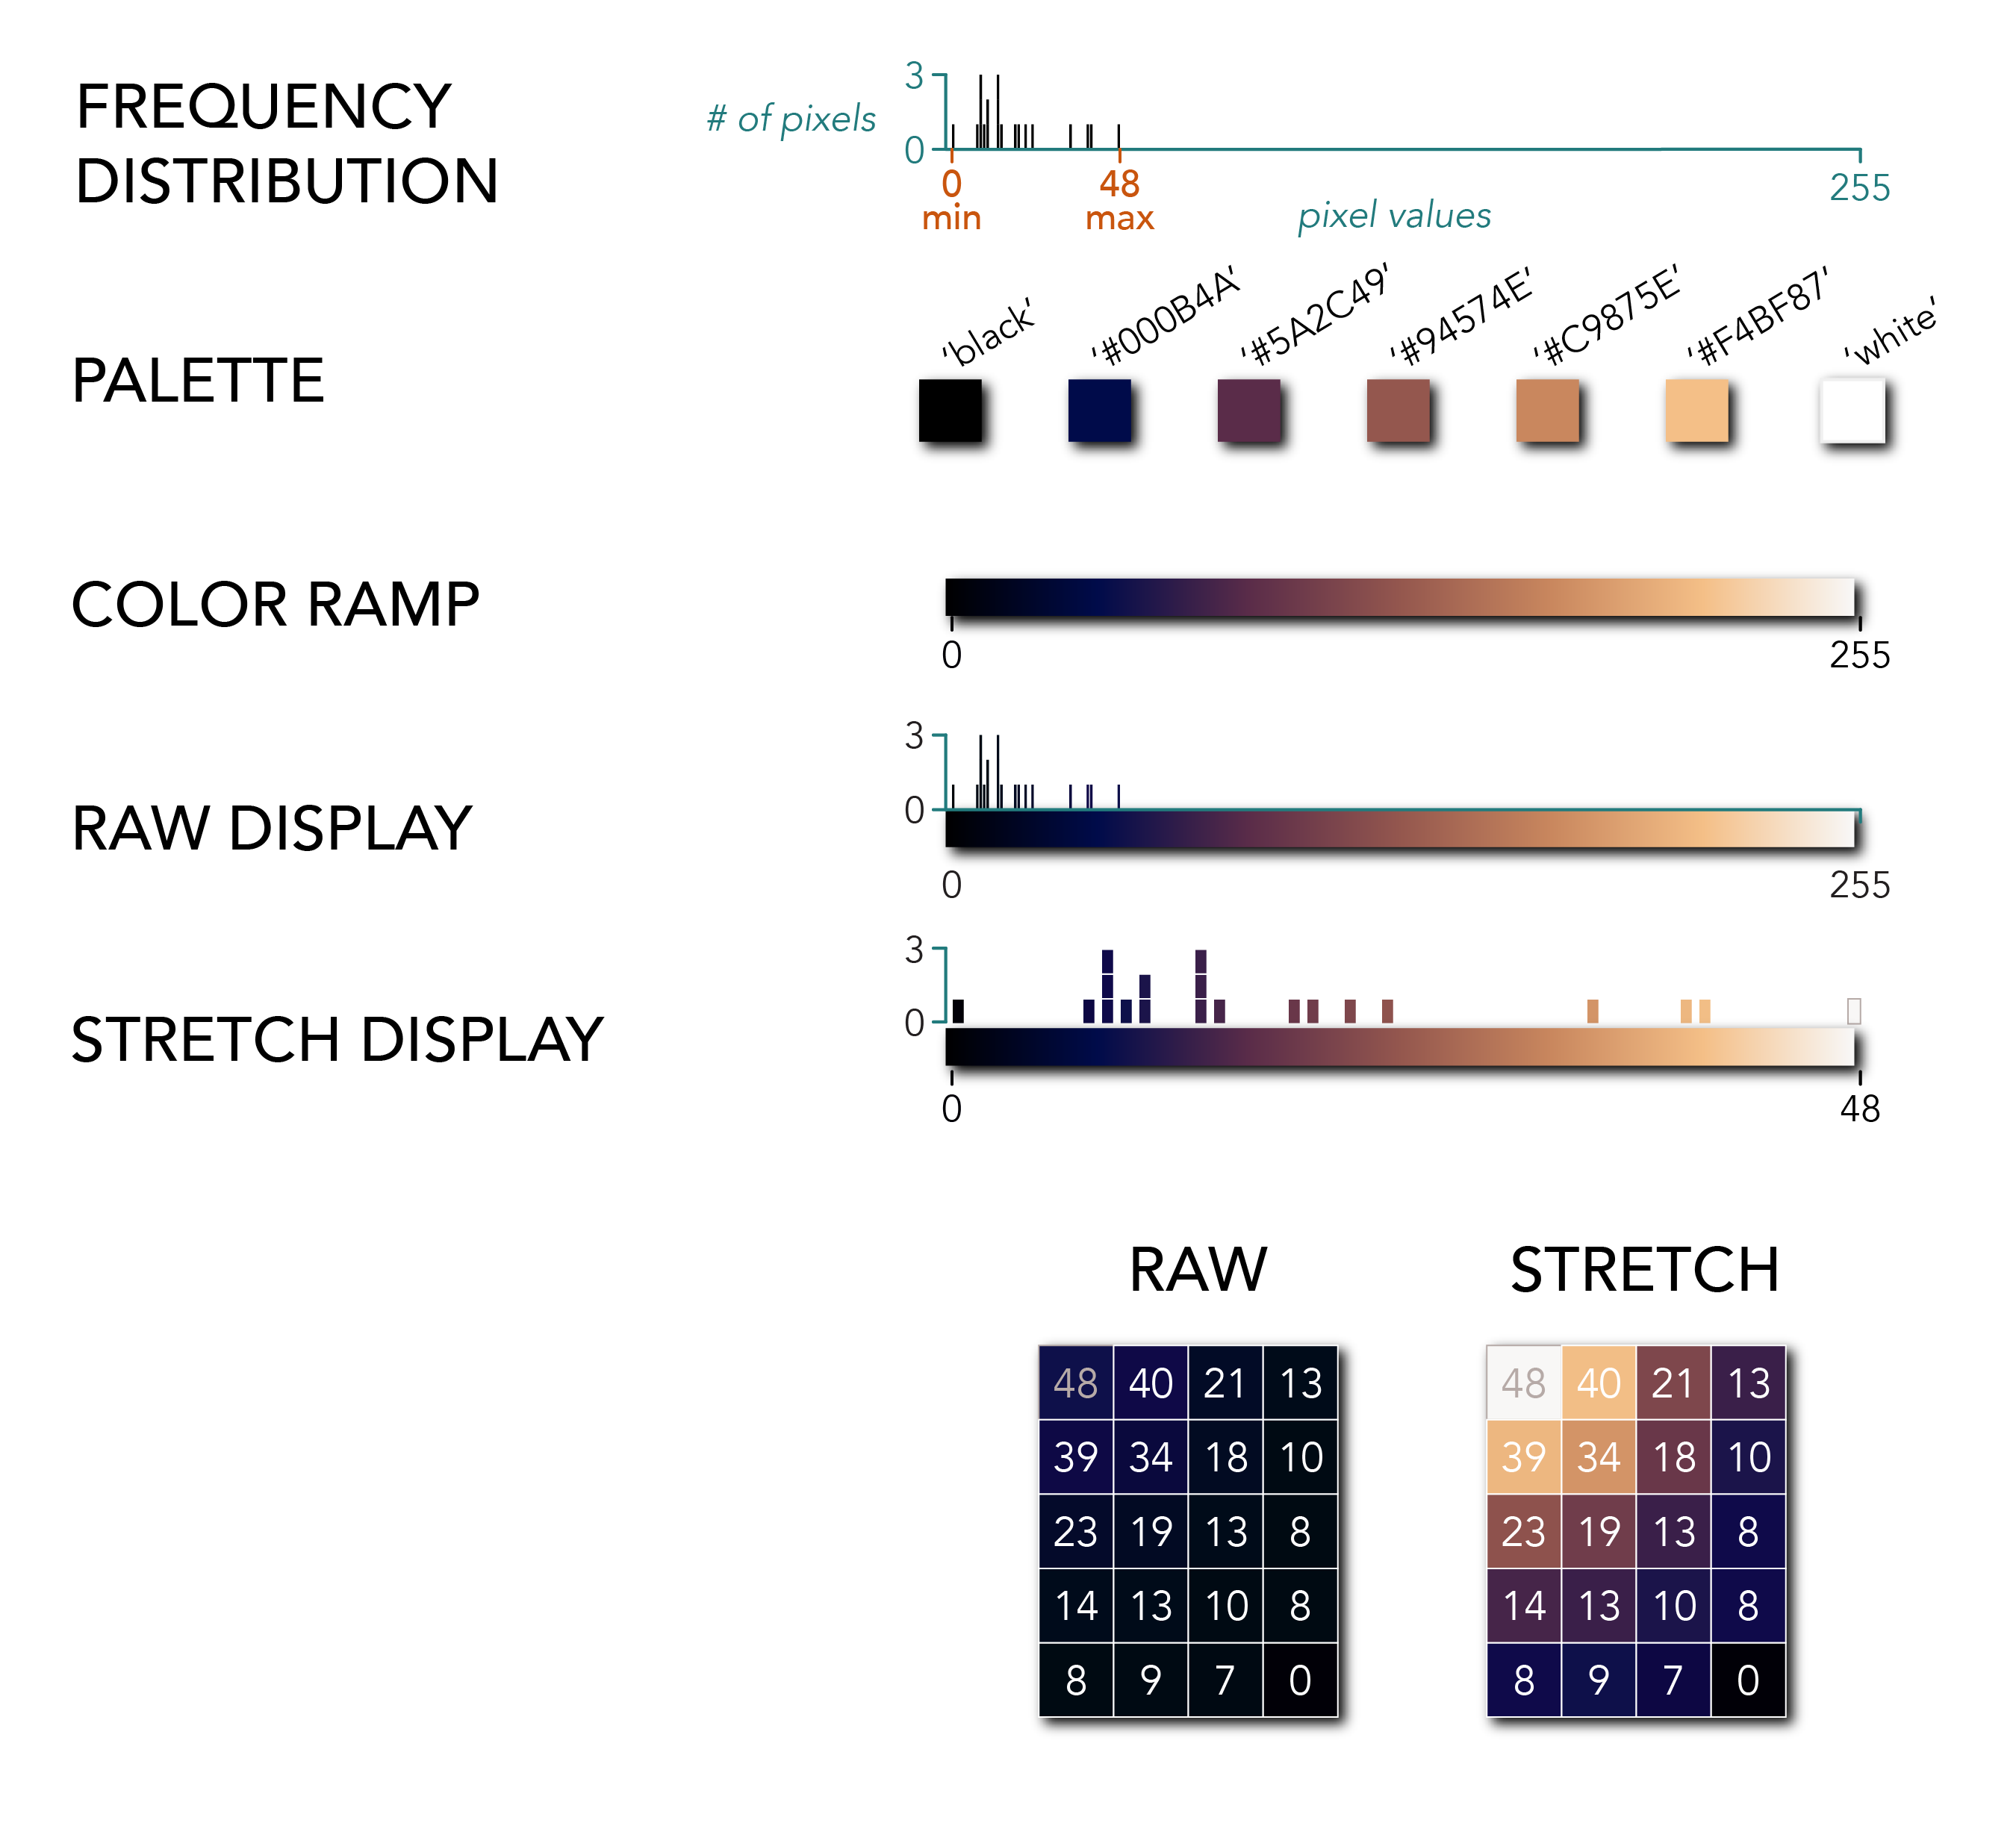 FREQUENCY
DISTRIBUTION
3
# of pixels
0
0
48
255
min
max
pixel values
PALETTE
‘black’
‘#000B4A’
‘#5A2C49’
‘#94574E’
‘#C9875E’
‘#F4BF87’
‘white’
COLOR RAMP
0
255
RAW DISPLAY
3
0
0
255
STRETCH DISPLAY
3
0
0
48
RAW
STRETCH
48 40 21 13
39 34 18 10
23 19 13 8
14 13 10 8
8 9 7 0
48 40 21 13
39 34 18 10
23 19 13 8
14 13 10 8
8 9 7 0